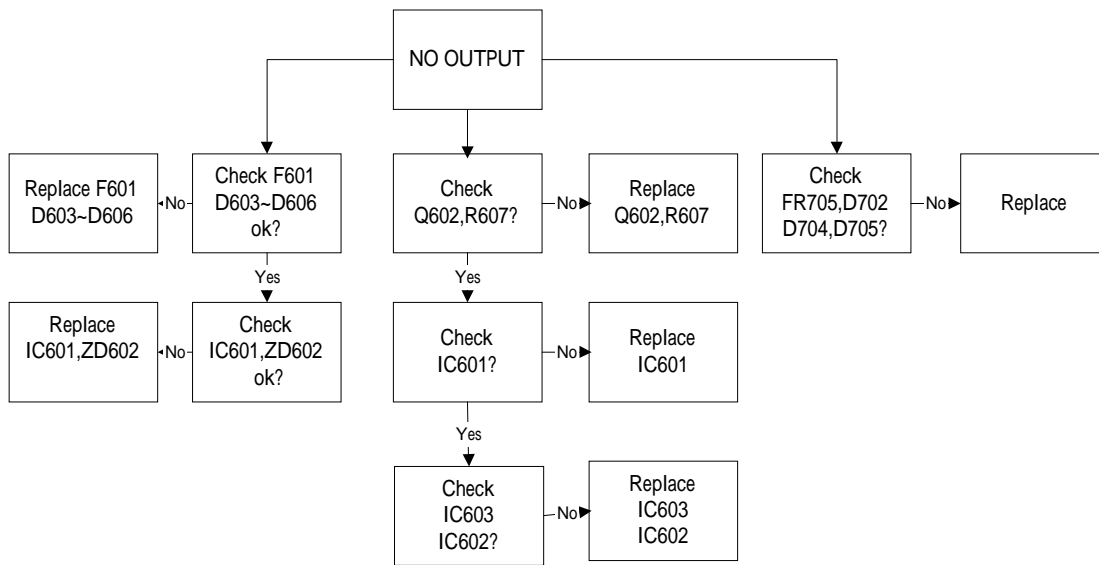 NO OUTPUT
Replace F601
D603~D606
No
Check F601
D603~D606
ok?
Check
Q602,R607?
No
Replace
Q602,R607
Check
FR705,D702
D704,D705?
No
Replace
Yes
Yes
Replace
IC601,ZD602
No
Check
IC601,ZD602
ok?
Check
IC601?
No
Replace
IC601
Yes
Check
IC603
IC602?
No
Replace
IC603
IC602